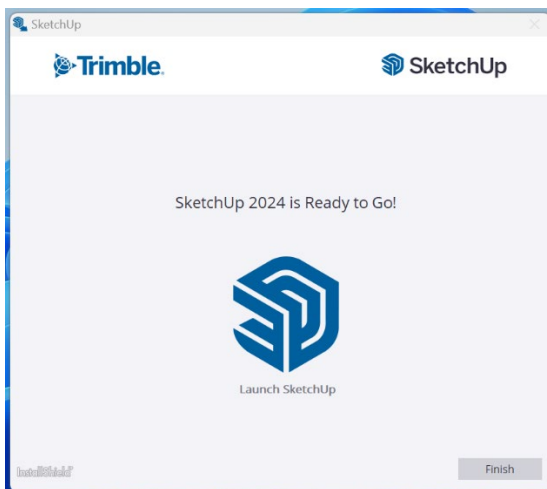 SketchUp
Trimble.
SketchUp
SketchUp 2024 is Ready to Go!
Launch SketchUp
InstallShield
Finish